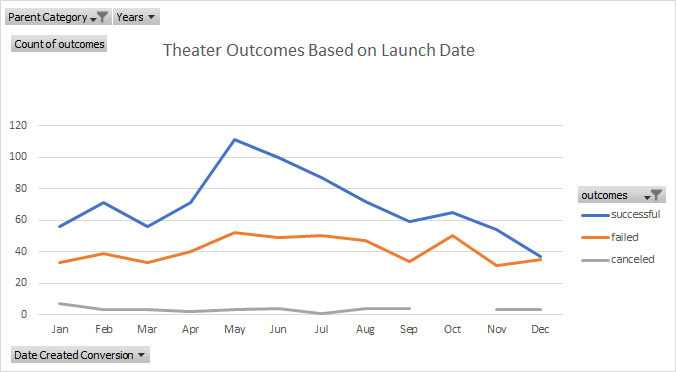 Parent Category Years
Count of outcomes
Theater Outcomes Based on Launch Date
120
100
80
60
40
20
0
Jan Feb Mar Apr May Jun Jul Aug Sep Oct Nov Dec
outcomes
successful
failed
canceled
Date Created Conversion